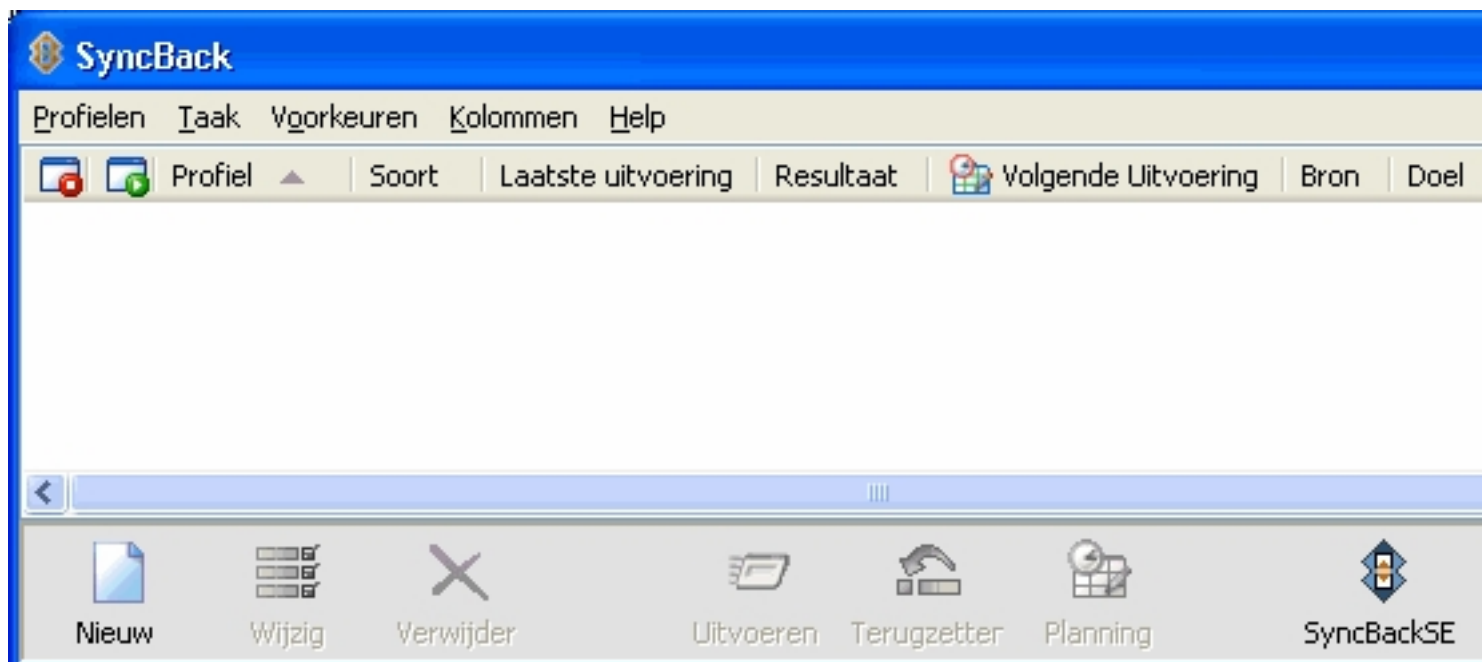 SyncBack
Profielen Taak Voorkeuren Kolommen Help
Profiel Soort Laatste uitvoering Resultaat Volgende Uitvoering Bron Doel
Nieuw Wijzig Verwijder Uitvoeren Terugzetter Planning SyncBackSE